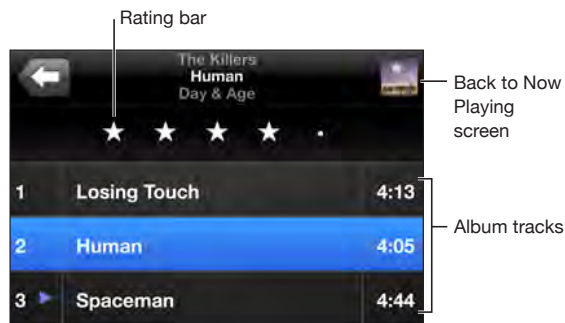 Rating bar
The Killers
Human
Day & Age
Back to Now
Playing
screen
1 Losing Touch 4:13
2 Human 4:05
3 Spaceman 4:44
Album tracks